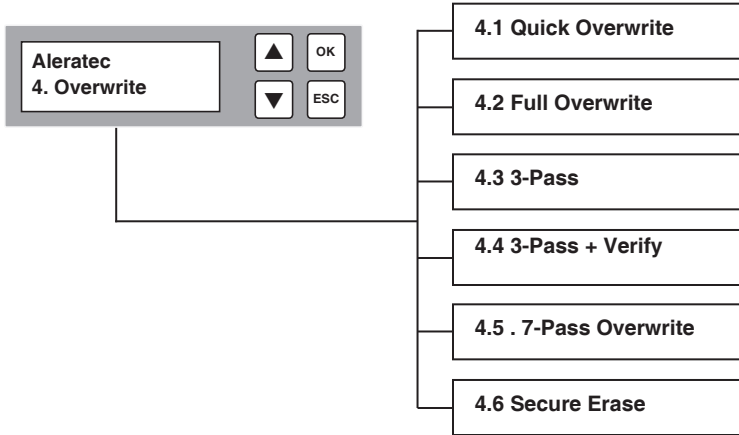 Aleratec
4. Overwrite
▲
OK
▼
ESC
4.1 Quick Overwrite
4.2 Full Overwrite
4.3 3-Pass
4.4 3-Pass + Verify
4.5 . 7-Pass Overwrite
4.6 Secure Erase